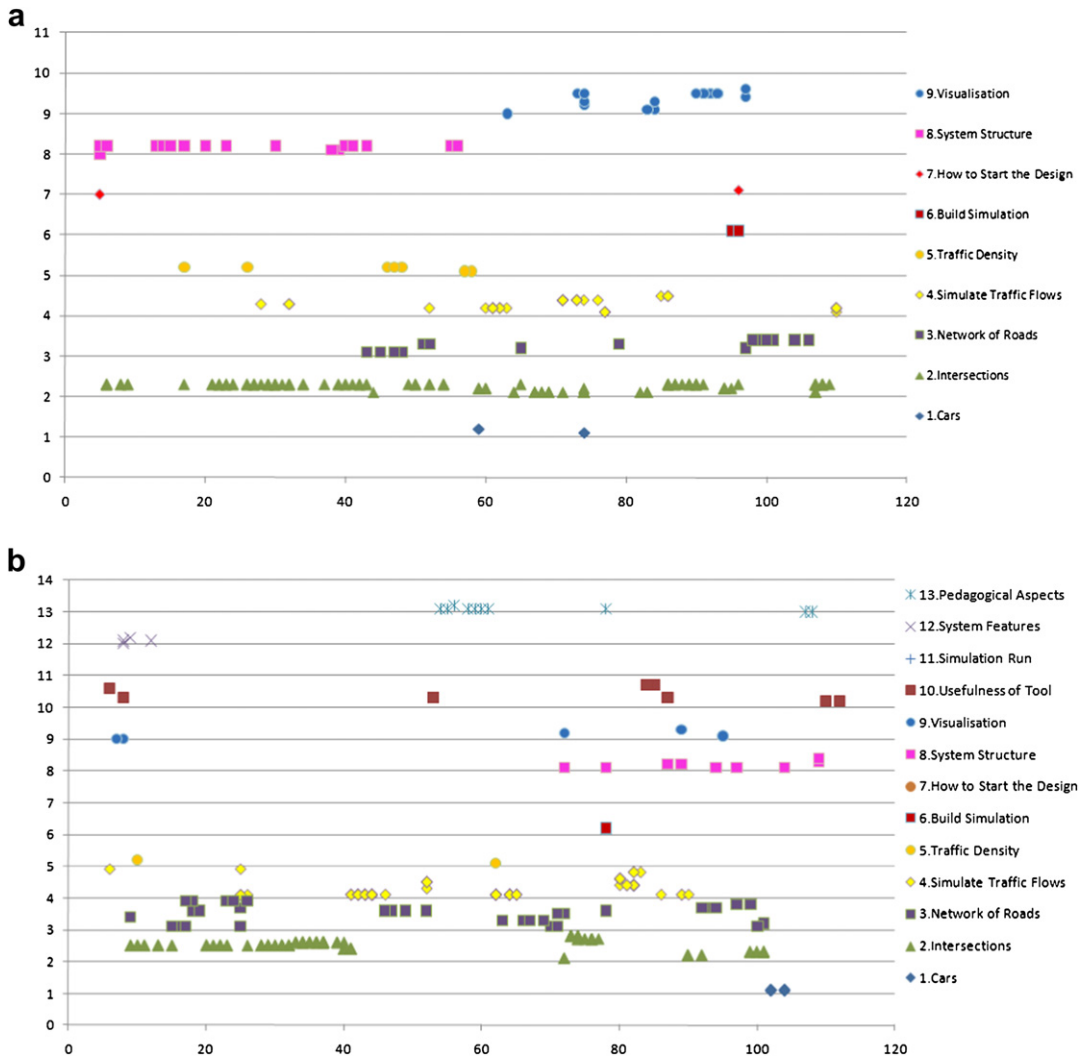 a
11
10
9
8
7
6
5
4
3
2
1
0
0 20 40 60 80 100 120
9.Visualisation
8.System Structure
7.How to Start the Design
6.Build Simulation
5.Traffic Density
4.Simulate Traffic Flows
3.Network of Roads
2.Intersections
1.Cars
b
14
13
12
11
10
9
8
7
6
5
4
3
2
1
0
0 20 40 60 80 100 120
13.Pedagogical Aspects
12.System Features
11.Simulation Run
10.Usefulness of Tool
9.Visualisation
8.System Structure
7.How to Start the Design
6.Build Simulation
5.Traffic Density
4.Simulate Traffic Flows
3.Network of Roads
2.Intersections
1.Cars